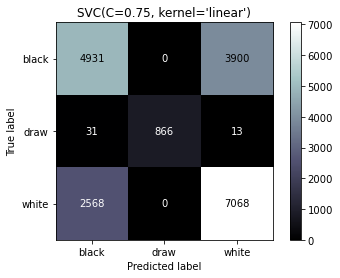 SVC(C=0.75, kernel='linear')
True label
black 4931 0 3900
draw 31 866 13
white 2568 0 7068
black draw white
Predicted label
7000
6000
5000
4000
3000
2000
1000
0